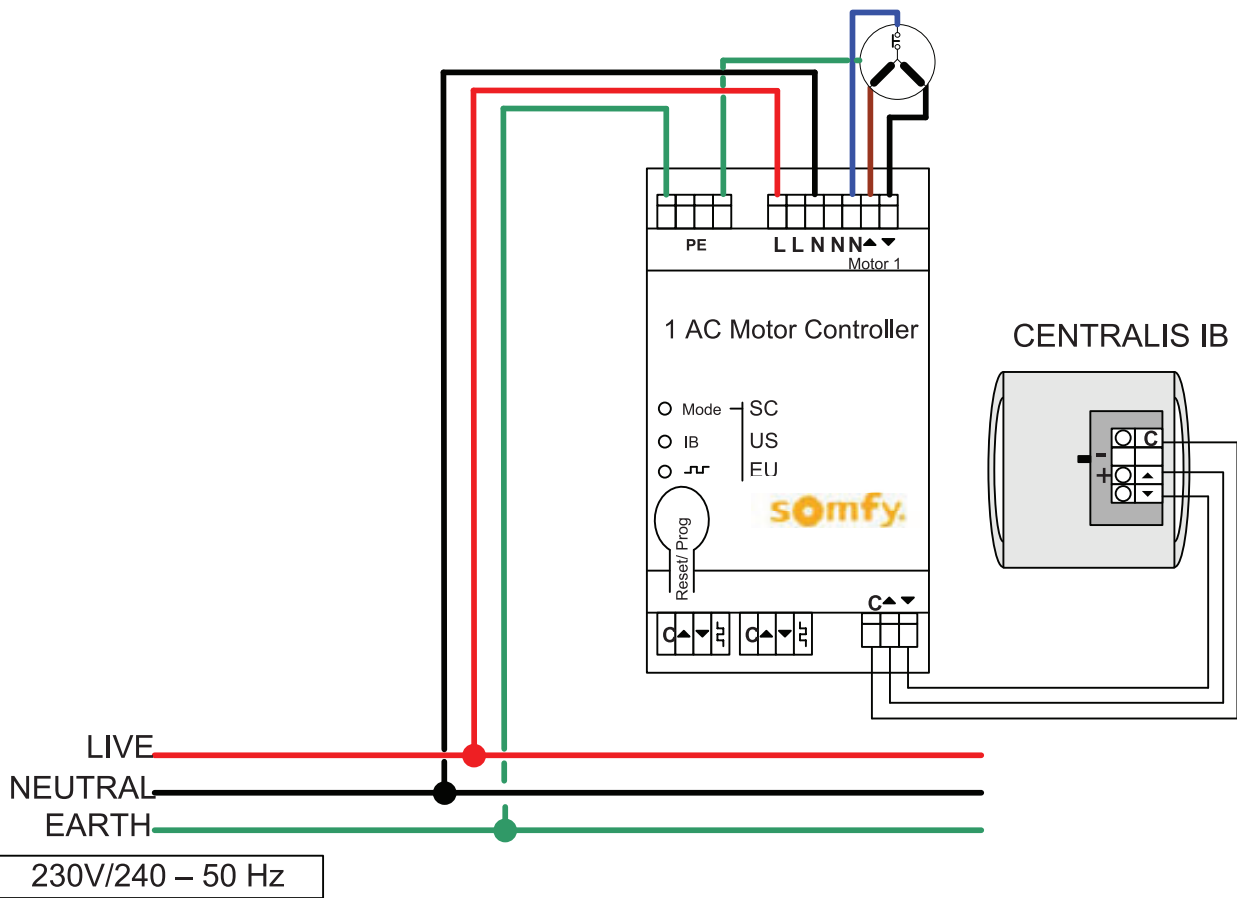 PE
L L N N N▲ ▼
Motor 1
1 AC Motor Controller
CENTRALIS IB
Mode
SC
IB
US
EU
somfy.
Reset/ Prog
C▲ ▼
C ▲ ▼
C ▲ ▼
C
-
+ ▲
▼
LIVE
NEUTRAL
EARTH
230V/240 – 50 Hz